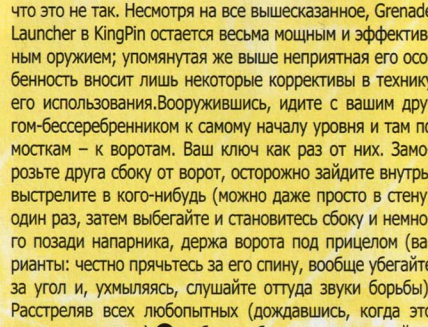 что это не так. Несмотря на все вышесказанное, Grenade
Launcher в KingPin остается весьма мощным и эффектив
ным оружием; упомянутая же выше неприятная его осо
бенность вносит лишь некоторые коррективы в технику
его использования.Вооружившись, идите с вашим дру
гом-бессеребренником к самому началу уровня и там по
мосткам – к воротам. Ваш ключ как раз от них. Замо
розьте друга сбоку от ворот, осторожно зайдите внутрь
выстрелите в кого-нибудь (можно даже просто в стену
один раз, затем выбегайте и становитесь сбоку и немно
го позади напарника, держа ворота под прицелом (ва
рианты: честно прячьтесь за его спину, вообще убегайте
за угол и, ухмыляясь, слушайте оттуда звуки борьбы)
Расстреляв всех любопытных (дождавшись, когда это